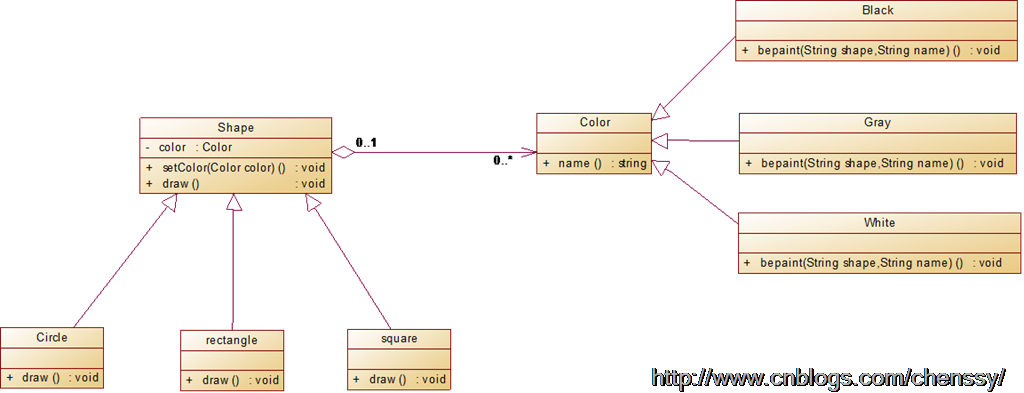 Black
+ bepaint(String shape,String name) () : void
Shape
- color : Color
+ setColor(Color color) () : void
+ draw () : void
0..1
0..*
Color
+ name () : string
Gray
+ bepaint(String shape,String name) () : void
White
+ bepaint(String shape,String name) () : void
Circle
+ draw () : void
rectangle
+ draw () : void
square
+ draw () : void
http://www.cnblogs.com/chenssy/